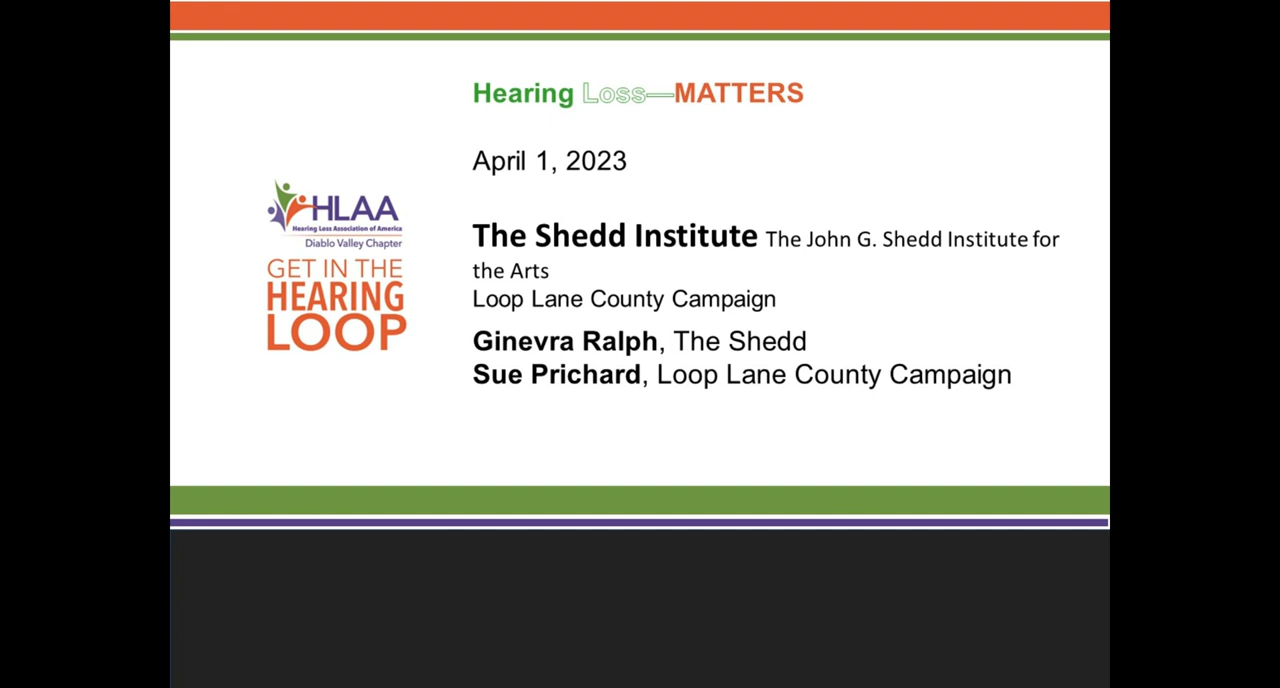 Hearing Loss—MATTERS
April 1, 2023
HLAA
Hearing Loss Association of America
Diablo Valley Chapter
GET IN THE
HEARING
LOOP
The Shedd Institute The John G. Shedd Institute for
the Arts
Loop Lane County Campaign
Ginevra Ralph, The Shedd
Sue Prichard, Loop Lane County Campaign